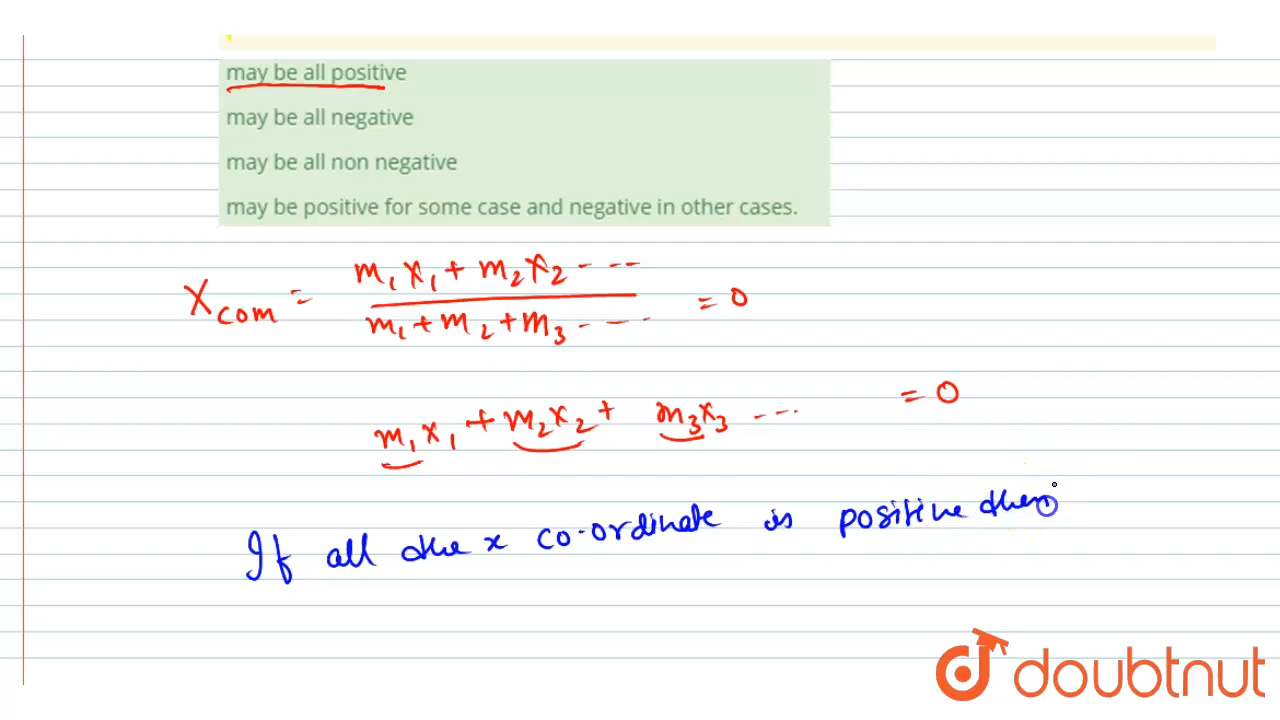 may be all positive
may be all negative
may be all non negative
may be positive for some case and negative in other cases.
X_COM = (m₁x₁ + m₂x₂ - - --)/(m₁ + m₂ + m₃ - - - -) = 0
m₁x₁ + m₂x₂ + m₃x₃ - - -- = 0
If all the x co-ordinate is positive then
doubtnut